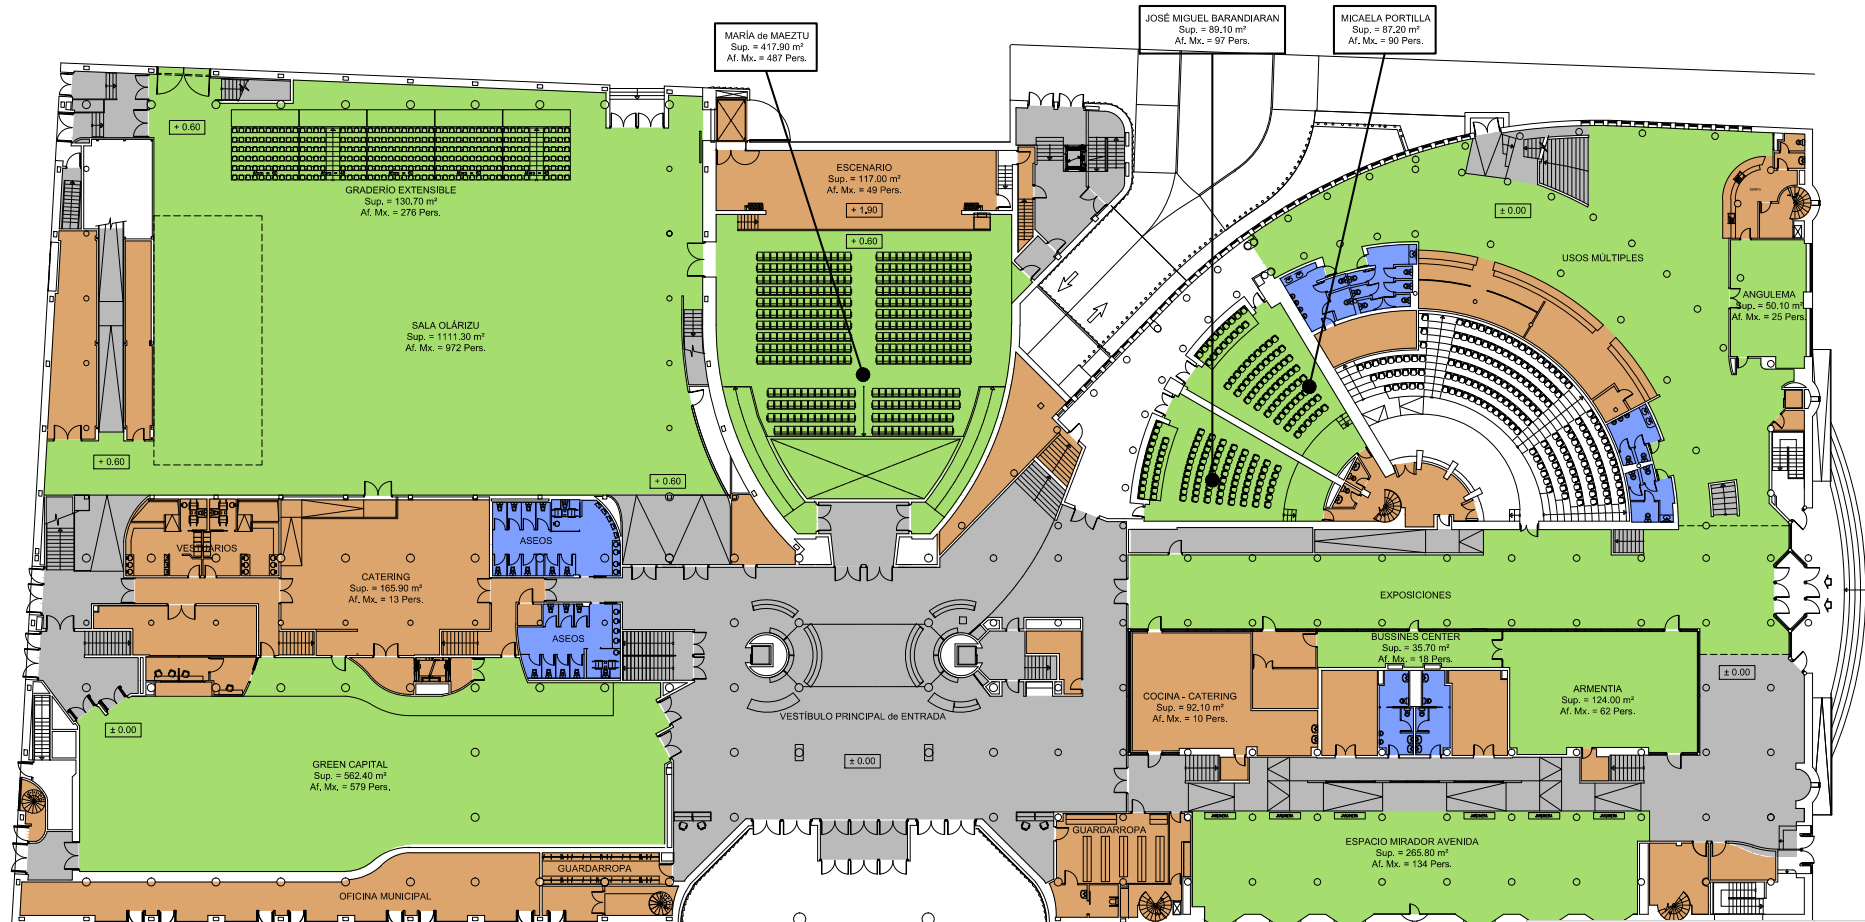 MARÍA de MAEZTU
Sup. = 417.90 m²
Af. Mx. = 487 Pers.
JOSÉ MIGUEL BARANDIARAN
Sup. = 89.10 m²
Af. Mx. = 97 Pers.
MICAELA PORTILLA
Sup. = 87.20 m²
Af. Mx. = 90 Pers.
+ 0.60
GRADERÍO EXTENSIBLE
Sup. = 130.70 m²
Af. Mx. = 276 Pers.
ESCENARIO
Sup. = 117.00 m²
Af. Mx. = 49 Pers.
+ 1.90
+ 0.60
± 0.00
USOS MÚLTIPLES
ANGULEMA
Sup. = 50.10 m²
Af. Mx. = 25 Pers.
SALA OLÁRIZU
Sup. = 1111.30 m²
Af. Mx. = 972 Pers.
+ 0.60
+ 0.60
VESTUARIOS
ASEOS
CATERING
Sup. = 165.90 m²
Af. Mx. = 13 Pers.
ASEOS
EXPOSICIONES
BUSSINES CENTER
Sup. = 35.70 m²
Af. Mx. = 18 Pers.
COCINA - CATERING
Sup. = 92.10 m²
Af. Mx. = 10 Pers.
ARMENTIA
Sup. = 124.00 m²
Af. Mx. = 62 Pers.
± 0.00
± 0.00
VESTÍBULO PRINCIPAL de ENTRADA
± 0.00
GREEN CAPITAL
Sup. = 562.40 m²
Af. Mx. = 579 Pers.
JARDINERA JARDINERA JARDINERA JARDINERA JARDINERA JARDINERA
GUARDARROPA
ESPACIO MIRADOR AVENIDA
Sup. = 265.80 m²
Af. Mx. = 134 Pers.
GUARDARROPA
OFICINA MUNICIPAL